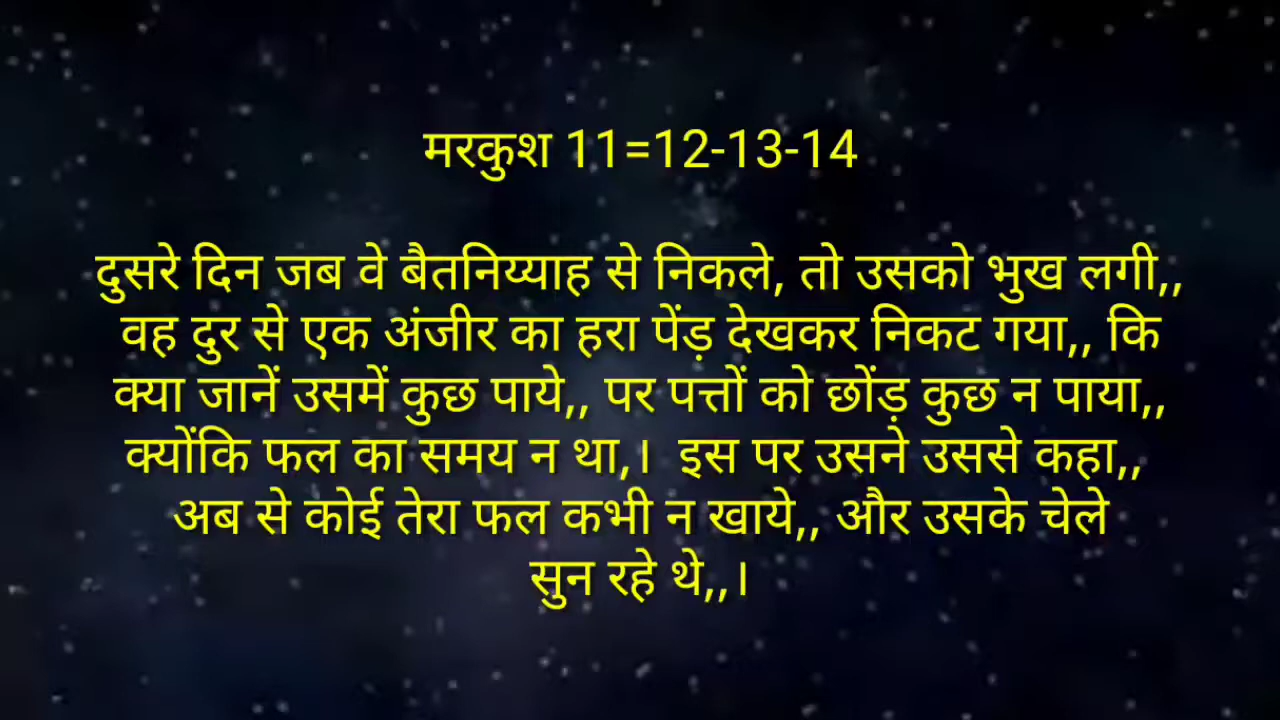 मरकुश 11=12-13-14
दुसरे दिन जब वे बैतनिय्याह से निकले, तो उसको भुख लगी,,
वह दुर से एक अंजीर का हरा पेंड़ देखकर निकट गया,, कि
क्या जानें उसमें कुछ पाये,, पर पत्तों को छोंड़ कुछ न पाया,,
क्योंकि फल का समय न था,। इस पर उसने उससे कहा,,
अब से कोई तेरा फल कभी न खाये,, और उसके चेले
सुन रहे थे,,।